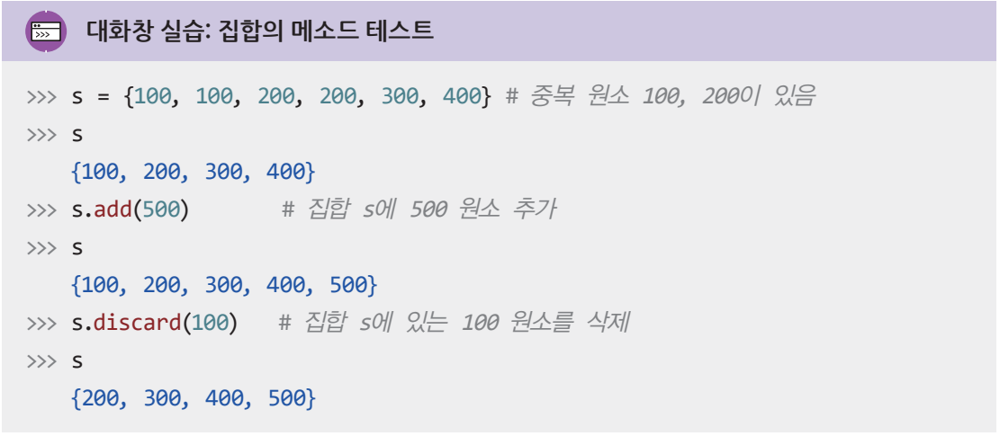 대화창 실습: 집합의 메소드 테스트
>>> s = {100, 100, 200, 200, 300, 400} # 중복 원소 100, 200이 있음
>>> s
{100, 200, 300, 400}
>>> s.add(500) # 집합 s에 500 원소 추가
>>> s
{100, 200, 300, 400, 500}
>>> s.discard(100) # 집합 s에 있는 100 원소를 삭제
>>> s
{200, 300, 400, 500}